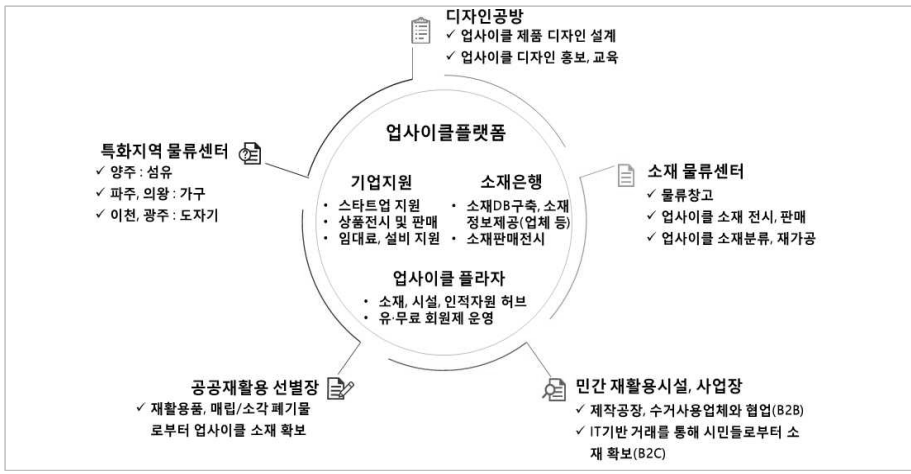 디자인공방
✓ 업사이클 제품 디자인 설계
✓ 업사이클 디자인 홍보, 교육
특화지역 물류센터
✓ 양주 : 섬유
✓ 파주, 의왕 : 가구
✓ 이천, 광주 : 도자기
업사이클플랫폼
기업지원
• 스타트업 지원
• 상품전시 및 판매
• 임대료, 설비 지원
소재은행
• 소재DB구축, 소재
정보제공(업체 등)
• 소재판매전시
업사이클 플라자
• 소재, 시설, 인적자원 허브
• 유·무료 회원제 운영
소재 물류센터
✓ 물류창고
✓ 업사이클 소재 전시, 판매
✓ 업사이클 소재분류, 재가공
공공재활용 선별장
✓ 재활용품, 매립/소각 폐기물
로부터 업사이클 소재 확보
민간 재활용시설, 사업장
✓ 제작공장, 수거사용업체와 협업(B2B)
✓ IT기반 거래를 통해 시민들로부터 소
재 확보(B2C)